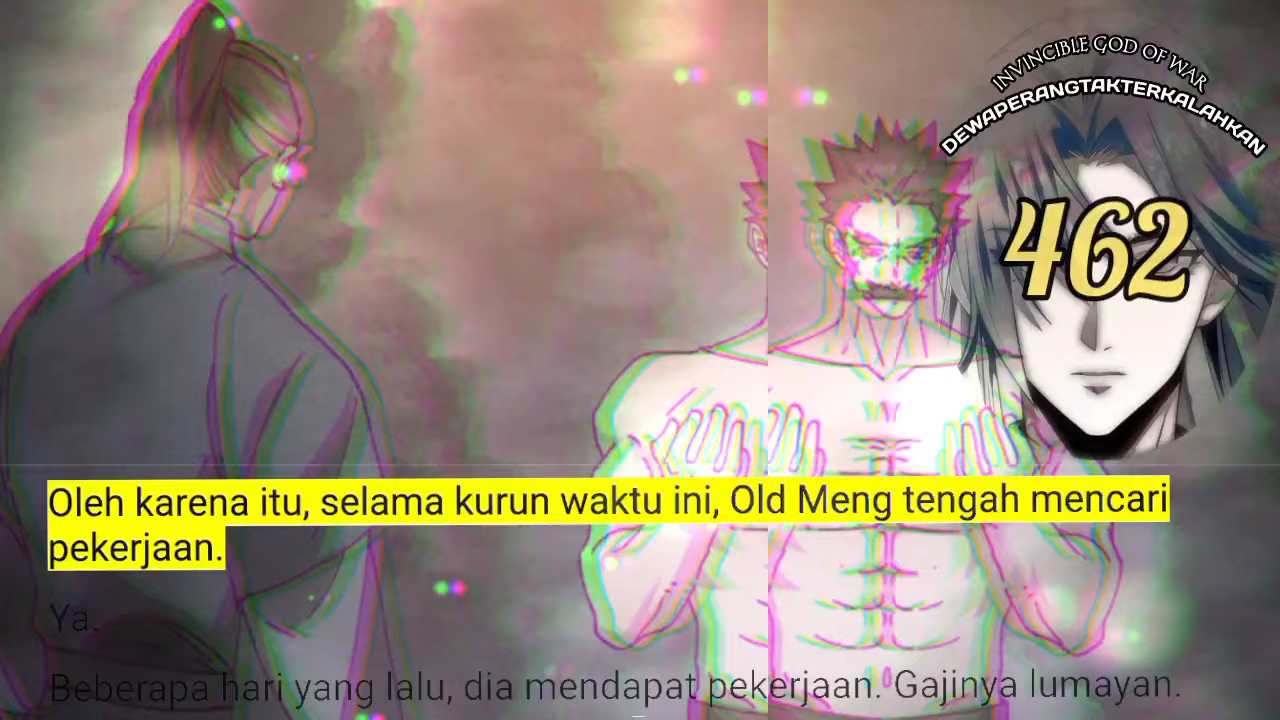 INVINCIBLE GOD OF WAR
DEWAPERANGTAKTERKALAHKAN
462
Oleh karena itu, selama kurun waktu ini, Old Meng tengah mencari
pekerjaan.
Ya.
Beberapa hari yang lalu, dia mendapat pekerjaan. Gajinya lumayan.